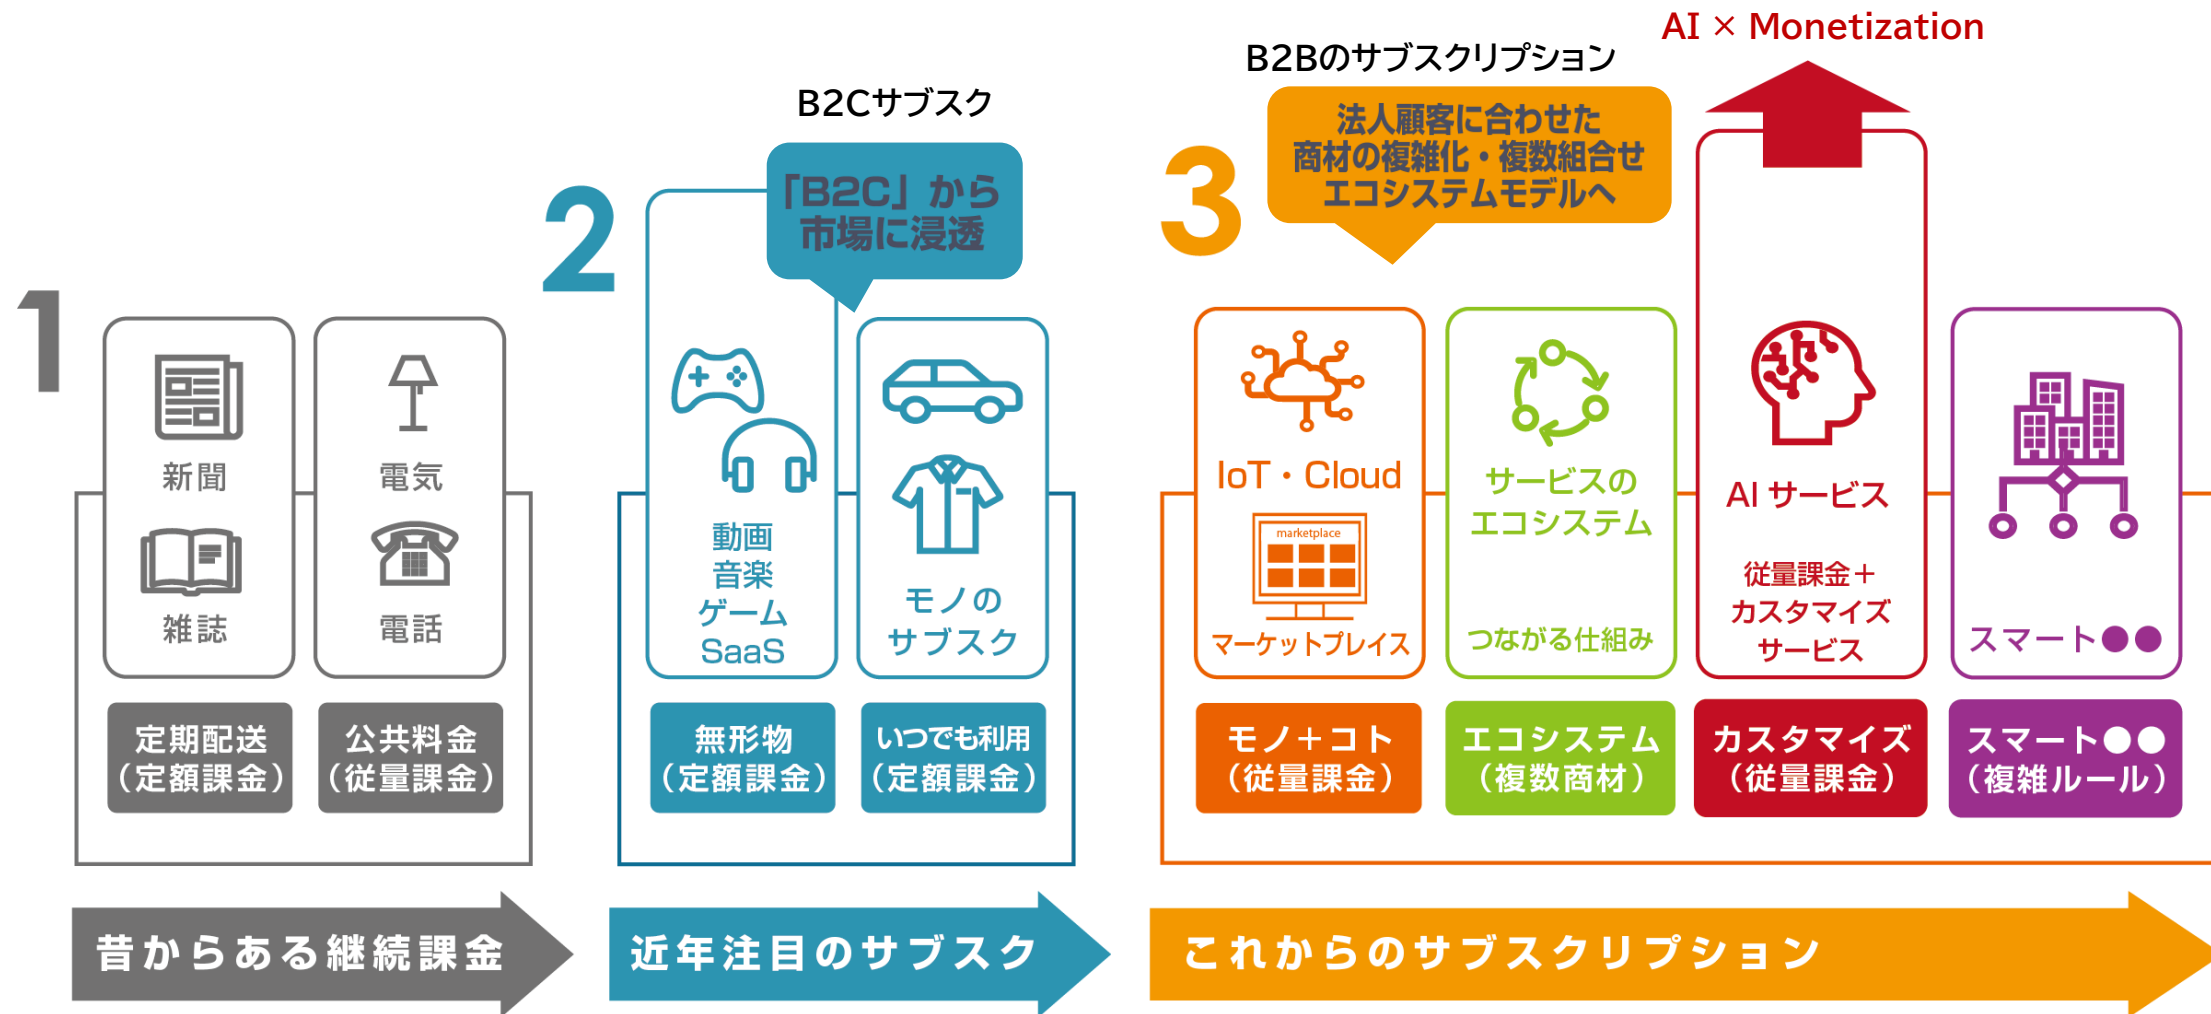 1
新聞
雑誌
定期配送
(定額課金)
電気
電話
公共料金
(従量課金)
昔からある継続課金
2
B2Cサブスク
「B2C」から
市場に浸透
動画
音楽
ゲーム
SaaS
無形物
(定額課金)
モノの
サブスク
いつでも利用
(定額課金)
近年注目のサブスク
3
B2Bのサブスクリプション
法人顧客に合わせた
商材の複雑化・複数組合せ
エコシステムモデルへ
AI × Monetization
IoT・Cloud
marketplace
マーケットプレイス
モノ+コト
(従量課金)
サービスの
エコシステム
つながる仕組み
エコシステム
(複数商材)
AI サービス
従量課金+
カスタマイズ
サービス
カスタマイズ
(従量課金)
スマート●●
スマート●●
(複雑ルール)
これからのサブスクリプション